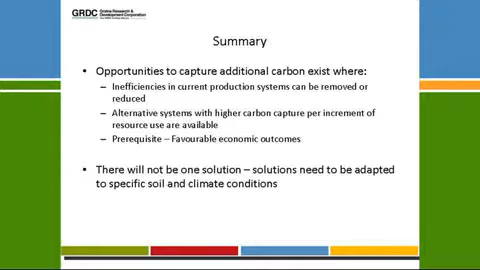 GRDC
Grains Research &
Development Corporation
Summary
• Opportunities to capture additional carbon exist where:
– Inefficiencies in current production systems can be removed or
reduced
– Alternative systems with higher carbon capture per increment of
resource use are available
– Prerequisite – Favourable economic outcomes
• There will not be one solution – solutions need to be adapted
to specific soil and climate conditions